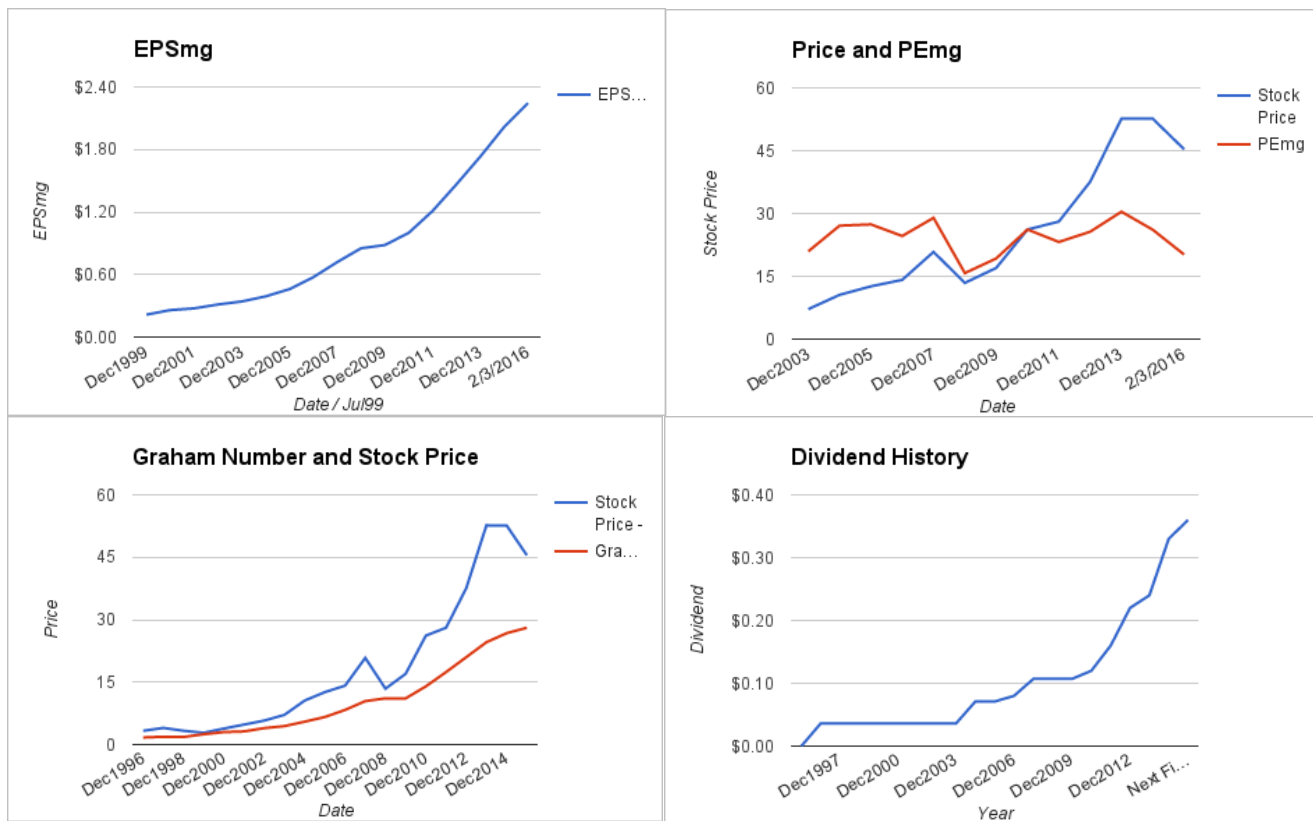 EPSmg
$2.40
$1.80
$1.20
$0.60
$0.00
EPSmg
EPS...
Dec1999
Dec2001
Dec2003
Dec2005
Dec2007
Dec2009
Dec2011
Dec2013
2/3/2016
Date / Jul99
Price and PEmg
60
45
30
15
0
Stock Price
Stock
Price
PEmg
Dec2003
Dec2005
Dec2007
Dec2009
Dec2011
Dec2013
2/3/2016
Date
Graham Number and Stock Price
60
45
30
15
0
Price
Stock
Price -
Gra...
Dec1996
Dec1998
Dec2000
Dec2002
Dec2004
Dec2006
Dec2008
Dec2010
Dec2012
Dec2014
Date
Dividend History
$0.40
$0.30
$0.20
$0.10
$0.00
Dividend
Dec1997
Dec2000
Dec2003
Dec2006
Dec2009
Dec2012
Next Fi...
Year